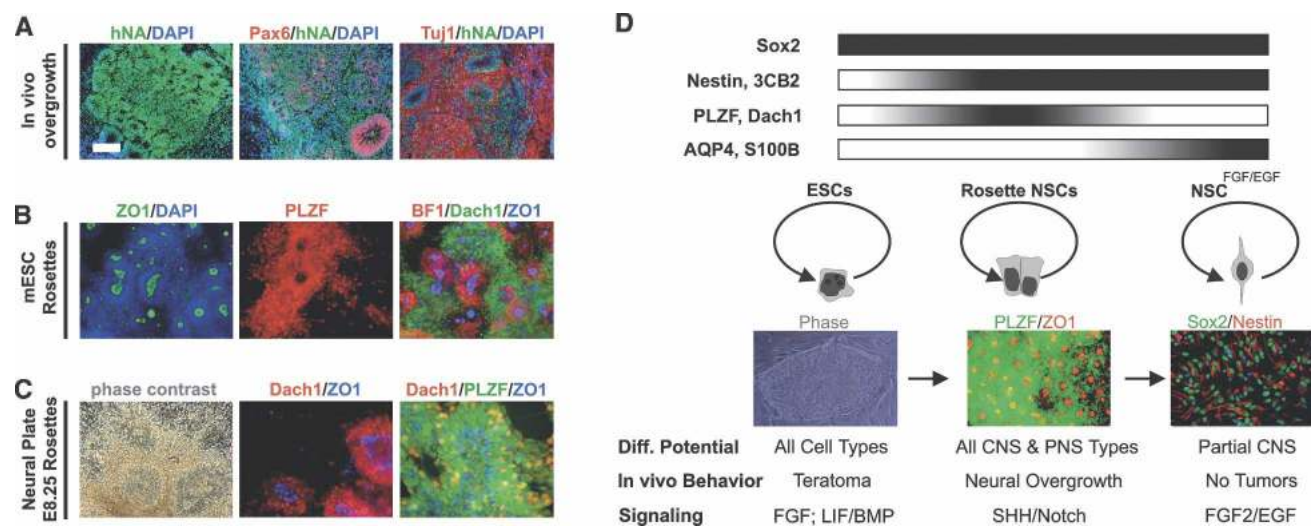 A
hNA/DAPI
Pax6/hNA/DAPI
Tuj1/hNA/DAPI
In vivo
overgrowth
B
ZO1/DAPI
PLZF
BF1/Dach1/ZO1
mESC
Rosettes
C
phase contrast
Dach1/ZO1
Dach1/PLZF/ZO1
Neural Plate
E8.25 Rosettes
D
Sox2
Nestin, 3CB2
PLZF, Dach1
AQP4, S100B
ESCs
Rosette NSCs
NSC FGF/EGF
Phase
PLZF/ZO1
Sox2/Nestin
Diff. Potential All Cell Types All CNS & PNS Types Partial CNS
In vivo Behavior Teratoma Neural Overgrowth No Tumors
Signaling FGF; LIF/BMP SHH/Notch FGF2/EGF